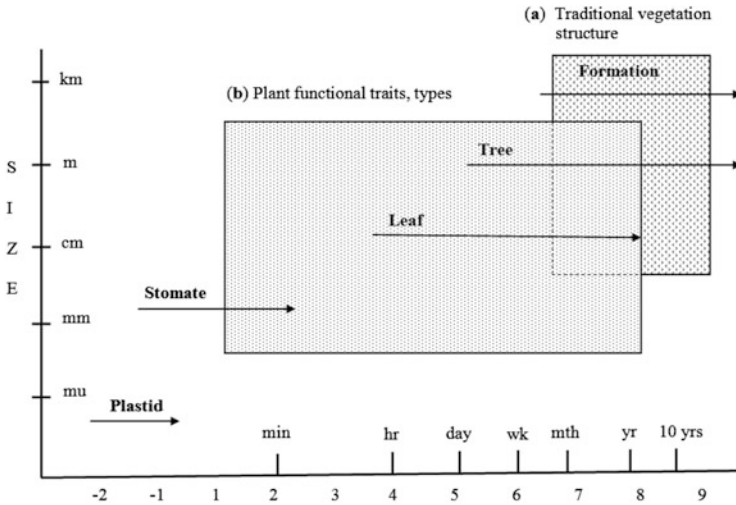 (a) Traditional vegetation
structure
km
Formation
(b) Plant functional traits, types
S
I
Z
E
m
Tree
Leaf
cm
Stomate
mm
mu
Plastid
min hr day wk mth yr 10 yrs
-2 -1 1 2 3 4 5 6 7 8 9